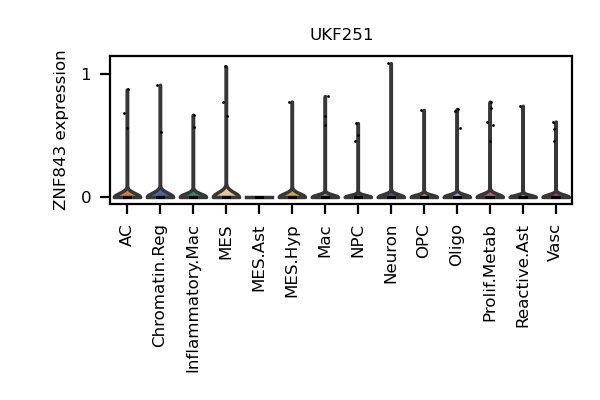 UKF251
ZNF843 expression
1
0
AC
Chromatin.Reg
Inflammatory.Mac
MES
MES.Ast
MES.Hyp
Mac
NPC
Neuron
OPC
Oligo
Prolif.Metab
Reactive.Ast
Vasc